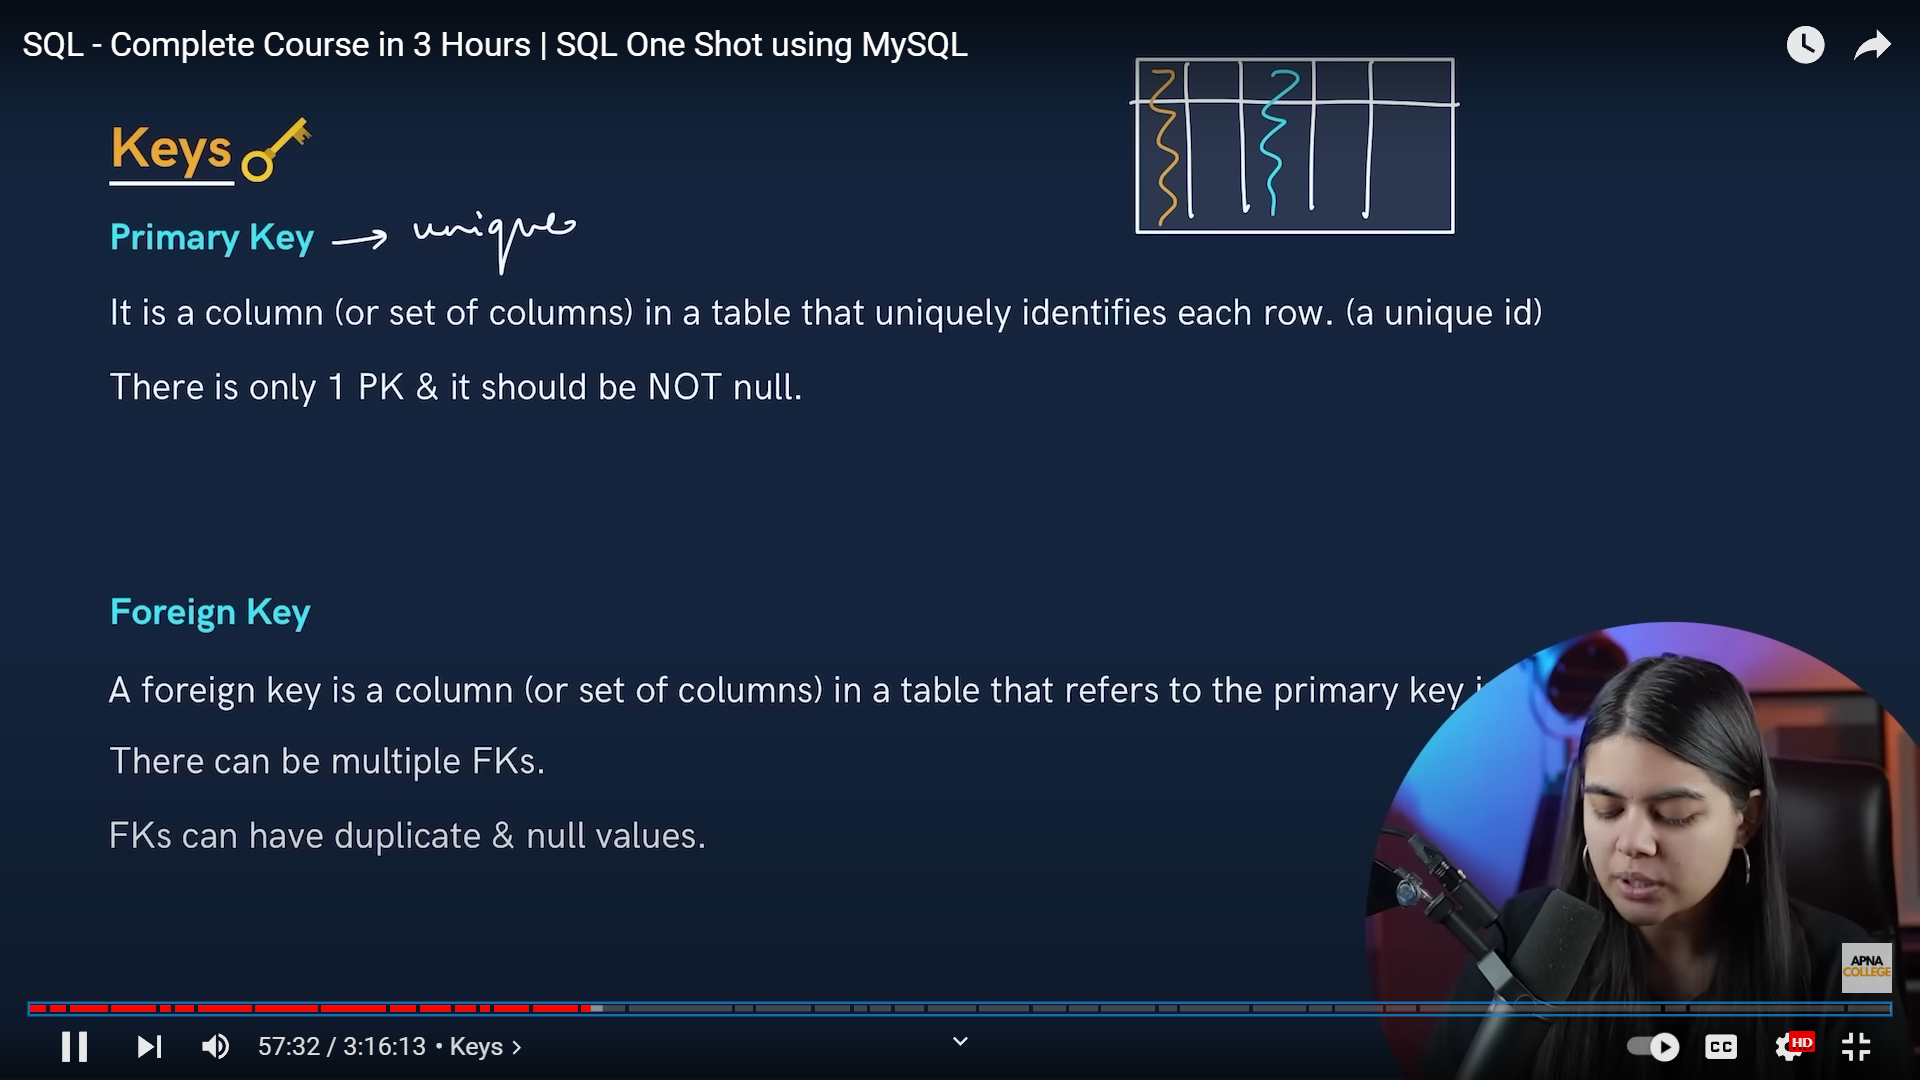 SQL - Complete Course in 3 Hours | SQL One Shot using MySQL
Keys
Primary Key → unique
It is a column (or set of columns) in a table that uniquely identifies each row. (a unique id)
There is only 1 PK & it should be NOT null.
Foreign Key
A foreign key is a column (or set of columns) in a table that refers to the primary key
There can be multiple FKs.
FKs can have duplicate & null values.
APNA
COLLEGE
57:32 / 3:16:13 • Keys >
CC
HD